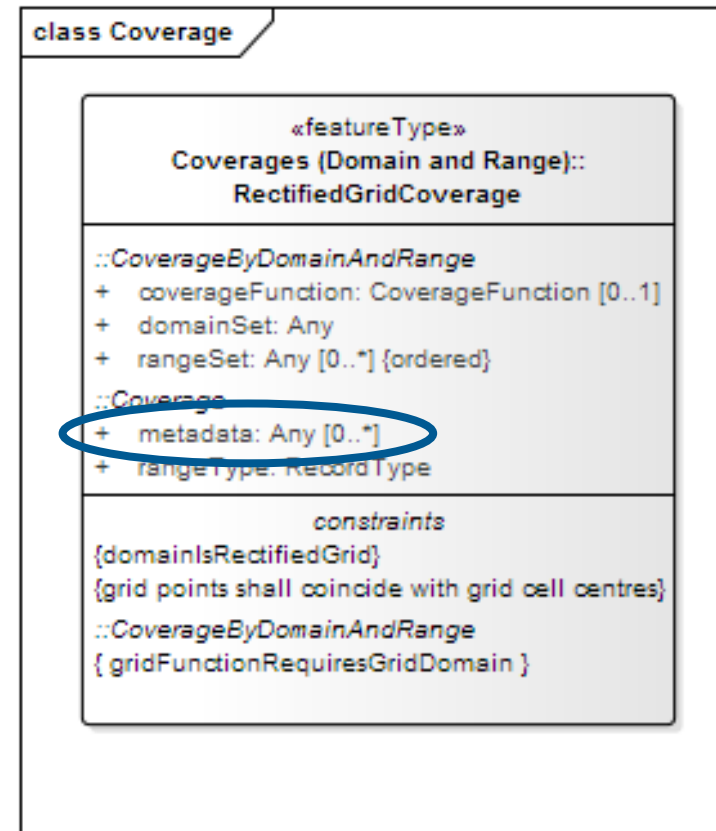 class Coverage
«featureType»
Coverages (Domain and Range)::
RectifiedGridCoverage
::CoverageByDomainAndRange
+ coverageFunction: CoverageFunction [0..1]
+ domainSet: Any
+ rangeSet: Any [0..*] {ordered}
::Coverage
+ metadata: Any [0..*]
+ rangeType: RecordType
constraints
{domainIsRectifiedGrid}
{grid points shall coincide with grid cell centres}
::CoverageByDomainAndRange
{ gridFunctionRequiresGridDomain }